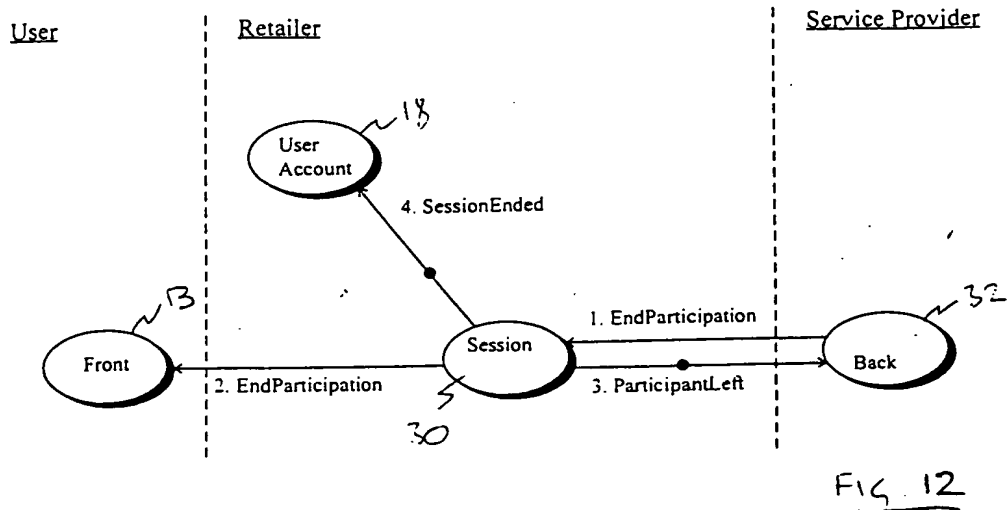 User
Retailer
Service Provider
18
User
Account
4. SessionEnded
13
32
1. EndParticipation
Session
Front
Back
2. EndParticipation
3. ParticipantLeft
30
FIG. 12